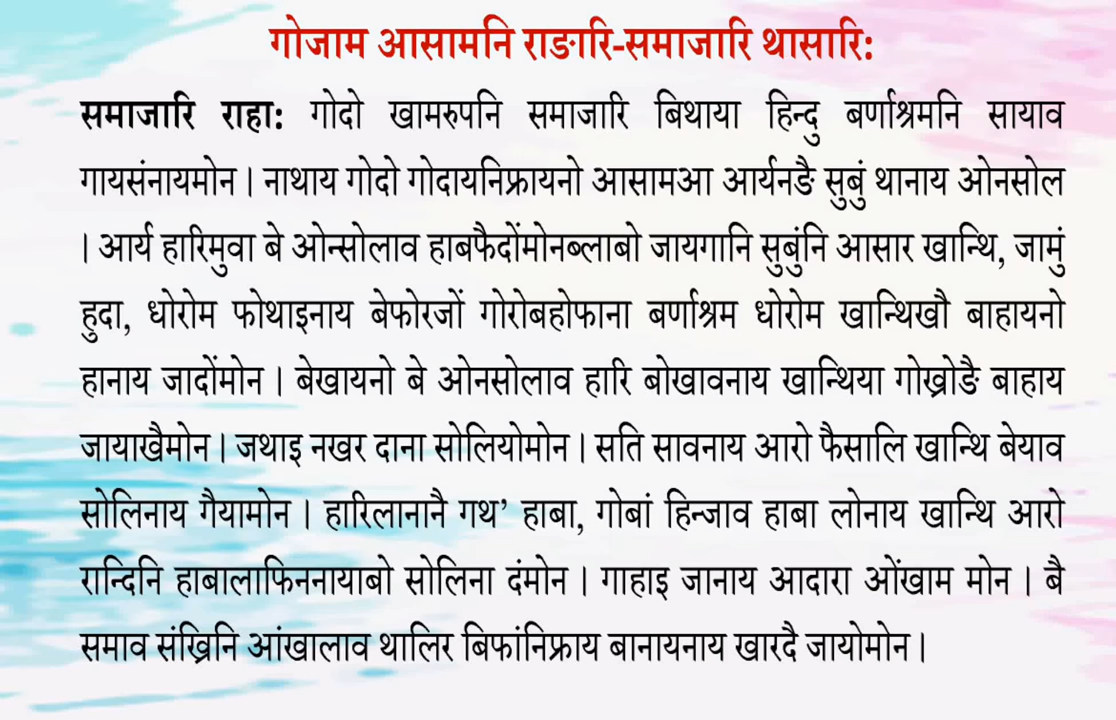 गोजाम आसामनि राङारि-समाजारि थासारि:
समाजारि राहा: गोदो खामरुपनि समाजारि बिथाया हिन्दु बर्णाश्रमनि सायाव
गायसंनायमोन। नाथाय गोदो गोदायनिफ्रायनो आसामआ आर्यनङै सुबुं थानाय ओनसोल
। आर्य हारिमुवा बे ओन्सोलाव हाबफैदोंमोनब्लाबो जायगानि सुबुंनि आसार खान्थि, जामुं
हुदा, धोरोम फोथाइनाय बेफोरजों गोरोबहोफाना बर्णाश्रम धोरोम खान्थिखौ बाहायनो
हानाय जादोंमोन। बेखायनो बे ओनसोलाव हारि बोखावनाय खान्थिया गोख्रोङै बाहाय
जायाखैमोन। जथाइ नखर दाना सोलियोमोन। सति सावनाय आरो फैसालि खान्थि बेयाव
सोलिनाय गैयामोन। हारिलानानै गथ’ हाबा, गोबां हिन्जाव हाबा लोनाय खान्थि आरो
रान्दिनि हाबालाफिननायाबो सोलिना दंमोन। गाहाइ जानाय आदारा ओंखाम मोन। बै
समाव संख्रिनि आंखालाव थालिर बिफांनिफ्राय बानायनाय खारदै जायोमोन।